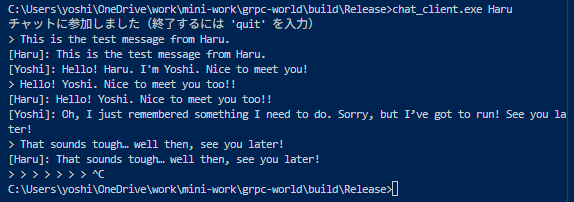 C:\Users\yoshi\OneDrive\work\mini-work\grpc-world\build\Release>chat_client.exe Haru
チャットに参加しました（終了するには 'quit' を入力）
> This is the test message from Haru.
[Haru]: This is the test message from Haru.
[Yoshi]: Hello! Haru. I'm Yoshi. Nice to meet you!
> Hello! Yoshi. Nice to meet you too!!
[Haru]: Hello! Yoshi. Nice to meet you too!!
[Yoshi]: Oh, I just remembered something I need to do. Sorry, but I’ve got to run! See you la
ter!
> That sounds tough… well then, see you later!
[Haru]: That sounds tough… well then, see you later!
> > > > > > > ^C
C:\Users\yoshi\OneDrive\work\mini-work\grpc-world\build\Release>